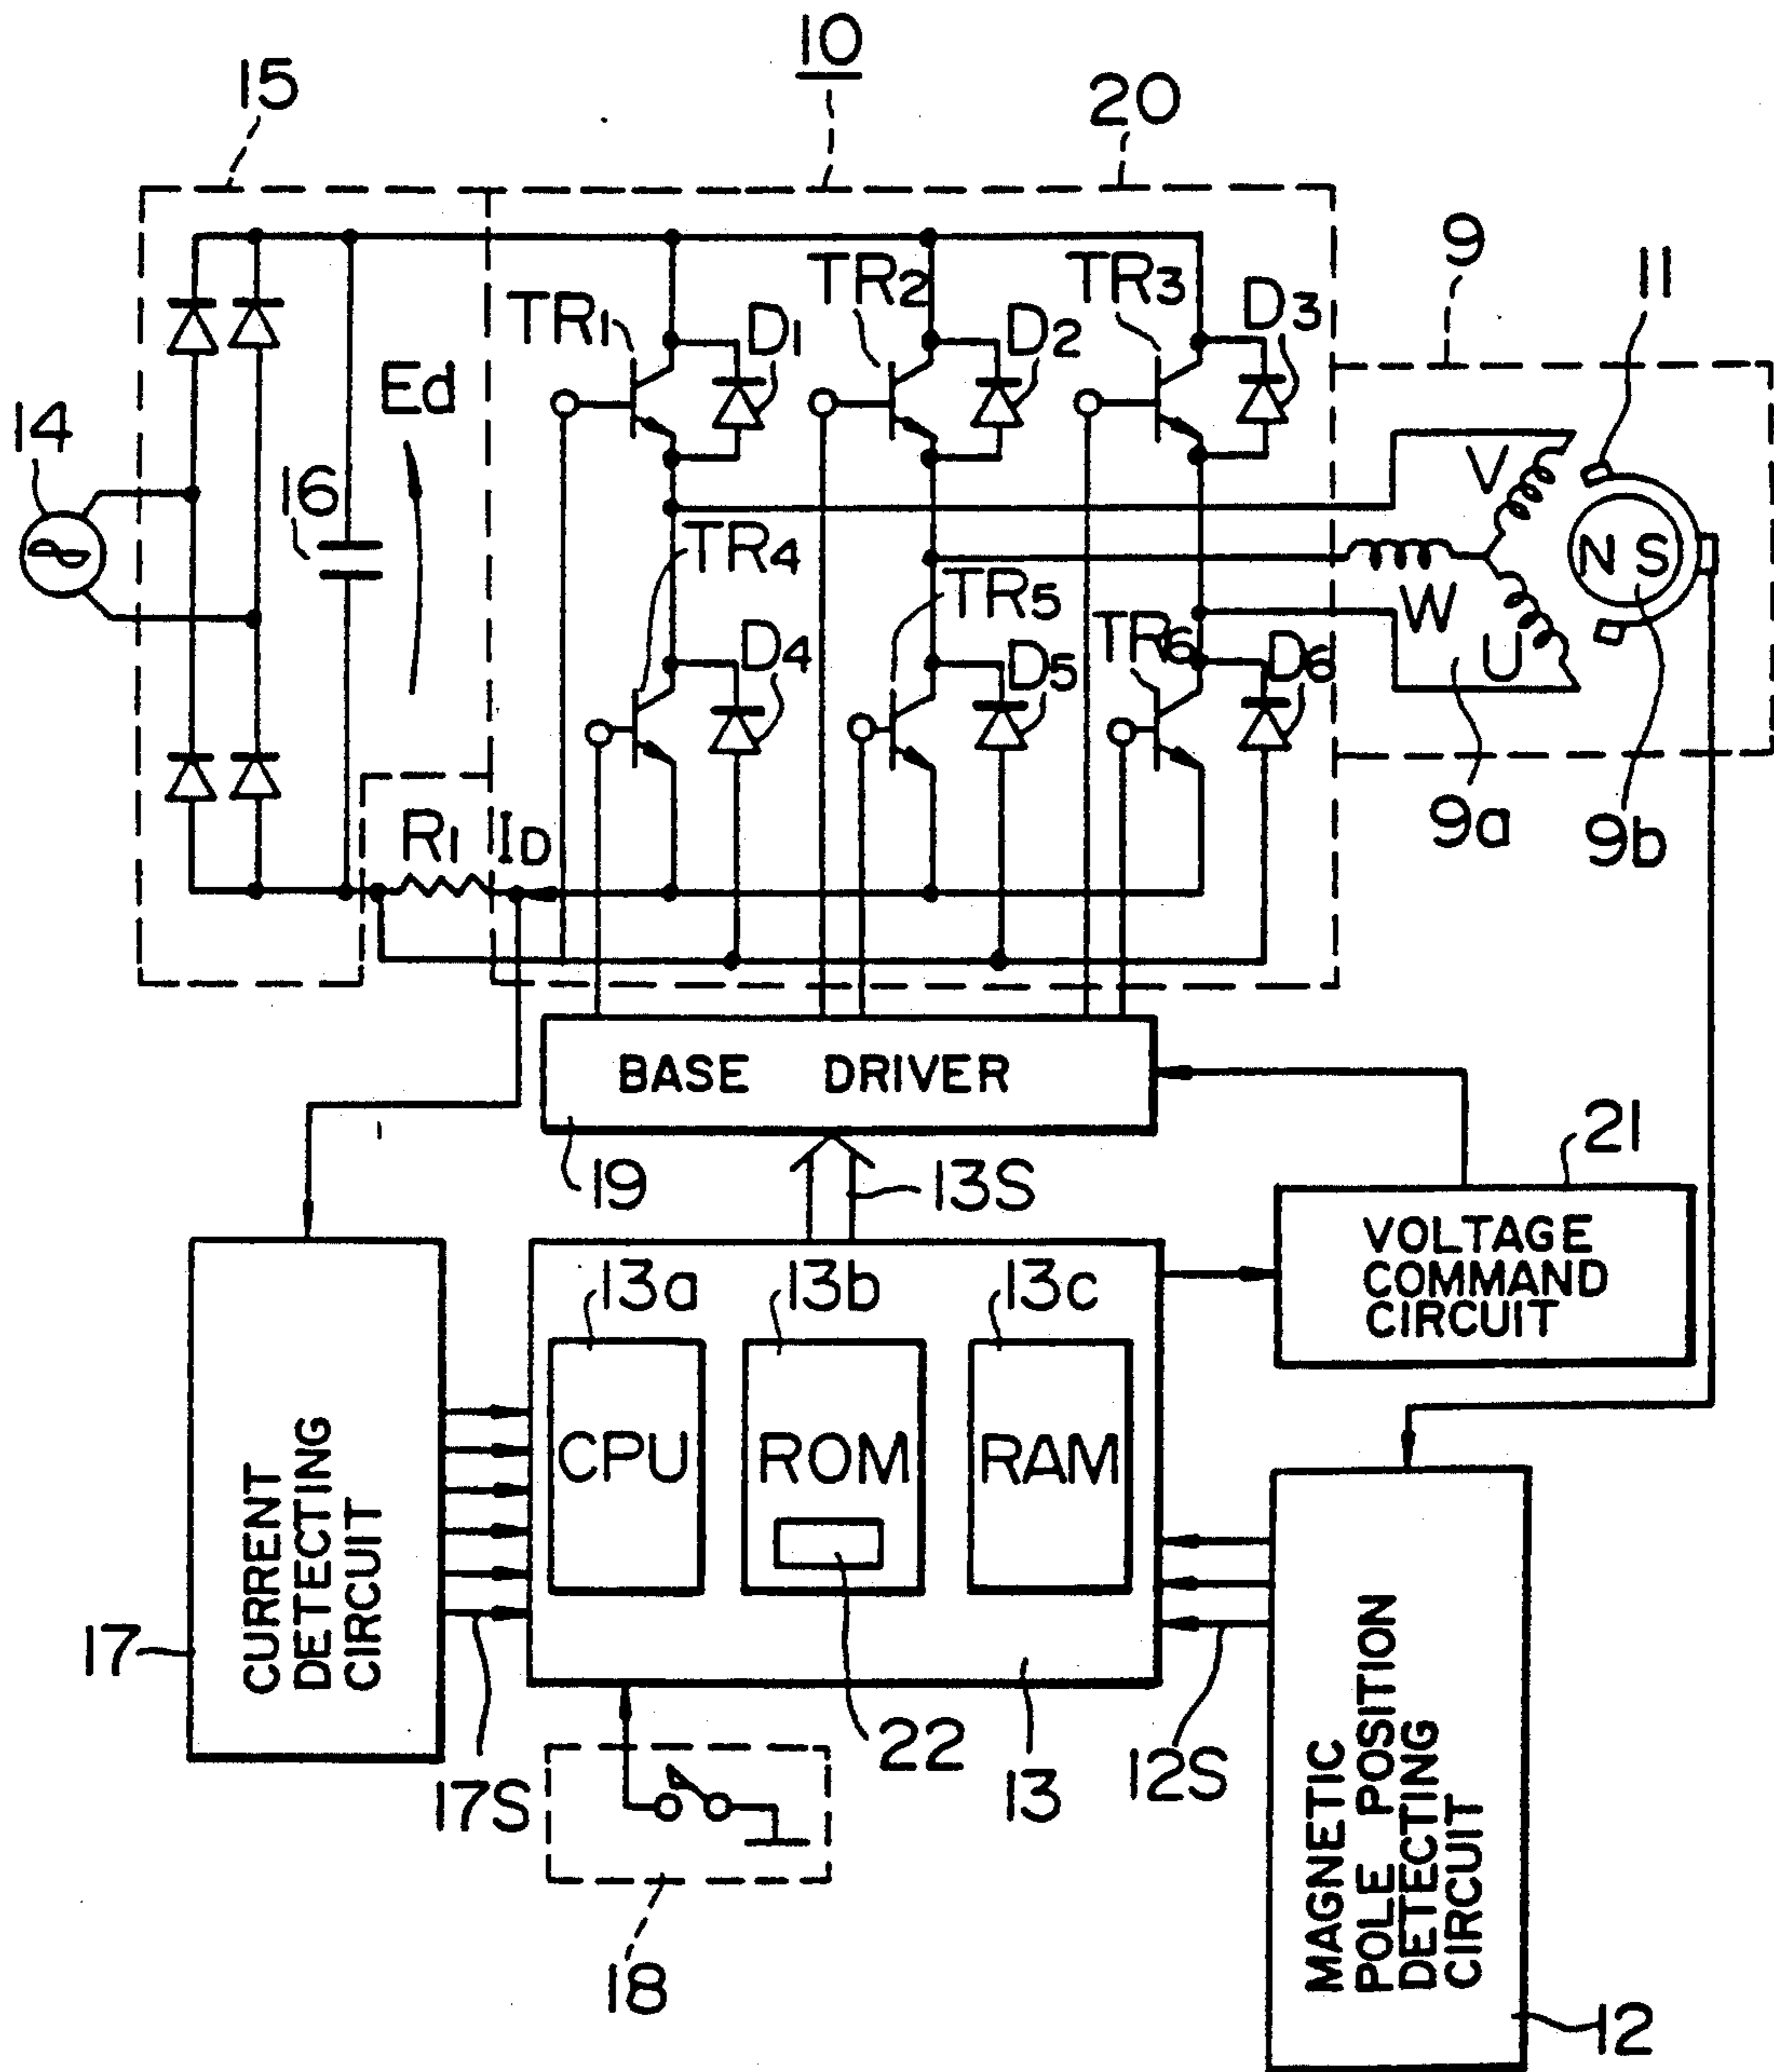 10
15
20
9
11
TR1
D1
TR2
D2
TR3
D3
Ed
14
16
V
N S
TR4
TR5
W
TR6
U
D4
D5
D6
9a
9b
R1
ID
BASE DRIVER
19
13S
21
VOLTAGE
COMMAND
CIRCUIT
13a
13b
13c
CPU
ROM
RAM
CURRENT
DETECTING
CIRCUIT
17
17S
22
13
12S
18
MAGNETIC
POLE POSITION
DETECTING
CIRCUIT
12